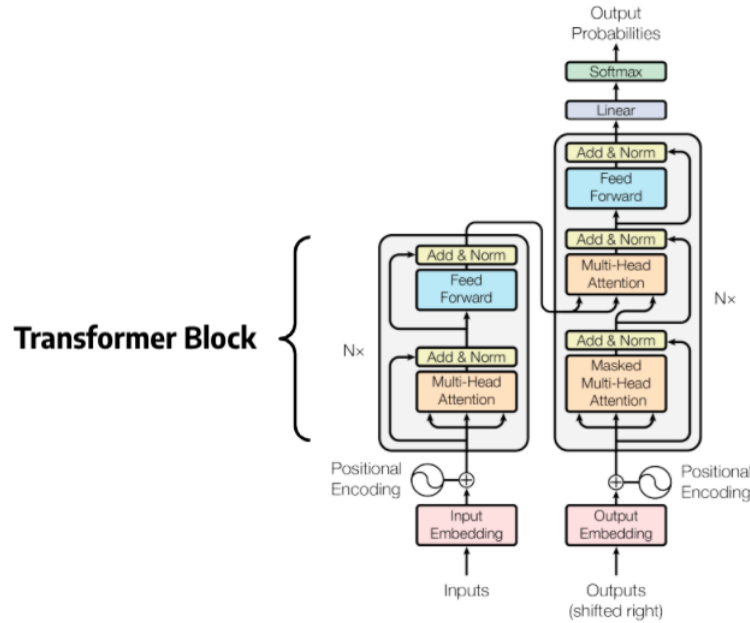 Output
Probabilities
Softmax
Linear
Add & Norm
Feed
Forward
Add & Norm
Multi-Head
Attention
Nx
Add & Norm
Masked
Multi-Head
Attention
Positional
Encoding
Output
Embedding
Outputs
(shifted right)
Add & Norm
Feed
Forward
Transformer Block
Nx
Add & Norm
Multi-Head
Attention
Positional
Encoding
Input
Embedding
Inputs